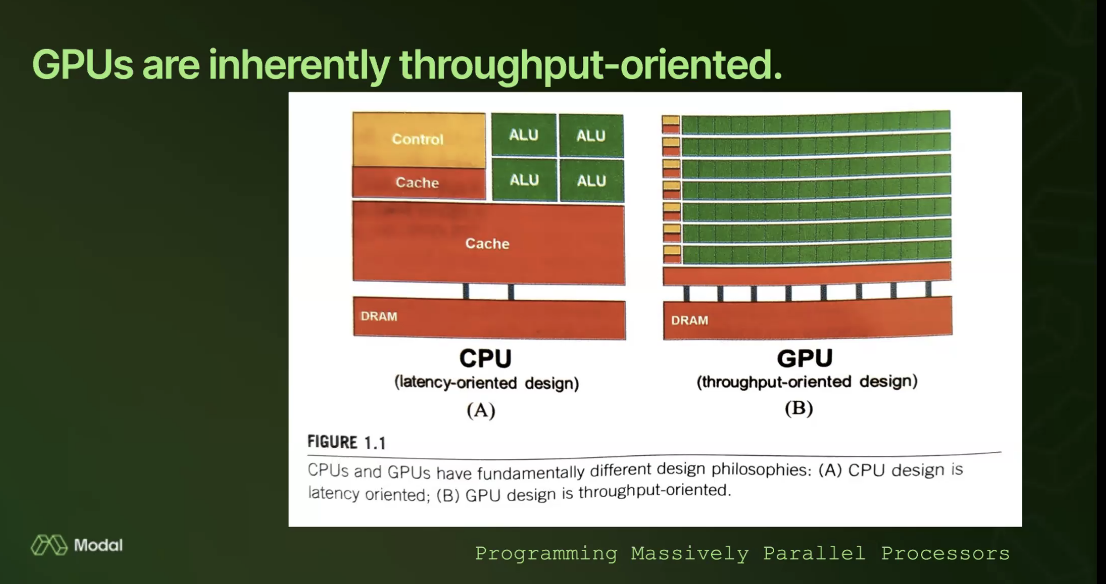 GPUs are inherently throughput-oriented.
Control
ALU
ALU
Cache
ALU
ALU
Cache
DRAM
DRAM
CPU
(latency-oriented design)
(A)
GPU
(throughput-oriented design)
(B)
FIGURE 1.1
CPUs and GPUs have fundamentally different design philosophies: (A) CPU design is
latency oriented; (B) GPU design is throughput-oriented.
Modal
Programming Massively Parallel Processors